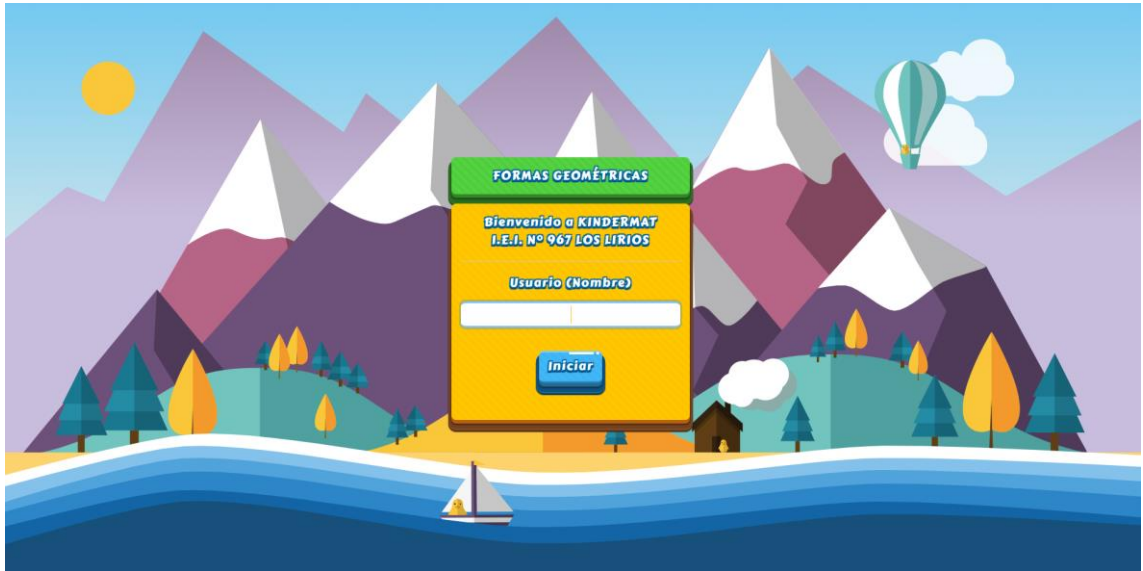 FORMAS GEOMÉTRICAS
Bienvenido a KINDERMAT
I.E.I. Nº 967 LOS LIRIOS
Usuario (Nombre)
Iniciar